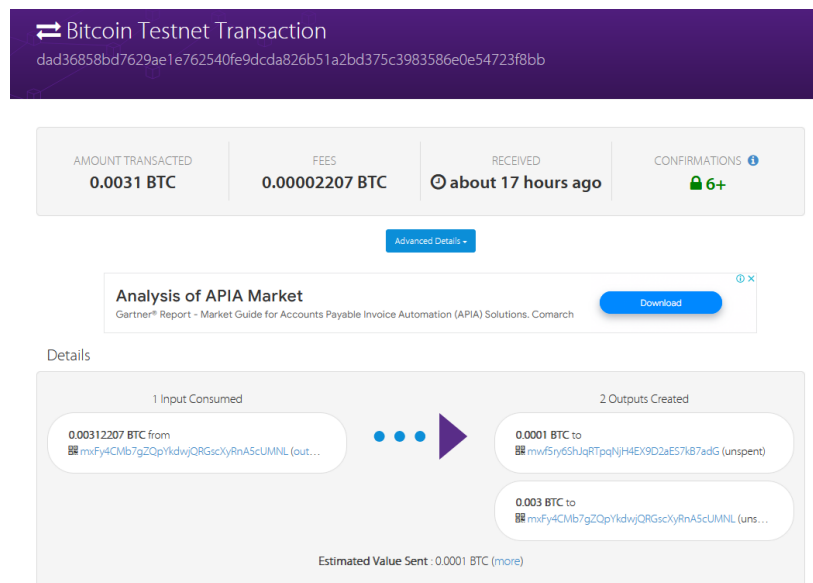 Bitcoin Testnet Transaction
dad36858bd7629ae1e762540fe9dcda826b51a2bd375c3983586e0e54723f8bb
AMOUNT TRANSACTED
0.0031 BTC
FEES
0.00002207 BTC
RECEIVED
about 17 hours ago
CONFIRMATIONS
6+
Advanced Details
Analysis of APIA Market
Gartner® Report - Market Guide for Accounts Payable Invoice Automation (APIA) Solutions. Comarch
Download
Details
1 Input Consumed
0.00312207 BTC from
mxFy4CMb7gZQpYkdwjQRGscXyRnA5cUMNL (out...
2 Outputs Created
0.0001 BTC to
mwf5ry6ShJqRTpqNjH4EX9D2aES7kB7adG (unspent)
0.003 BTC to
mxFy4CMb7gZQpYkdwjQRGscXyRnA5cUMNL (uns...
Estimated Value Sent : 0.0001 BTC (more)